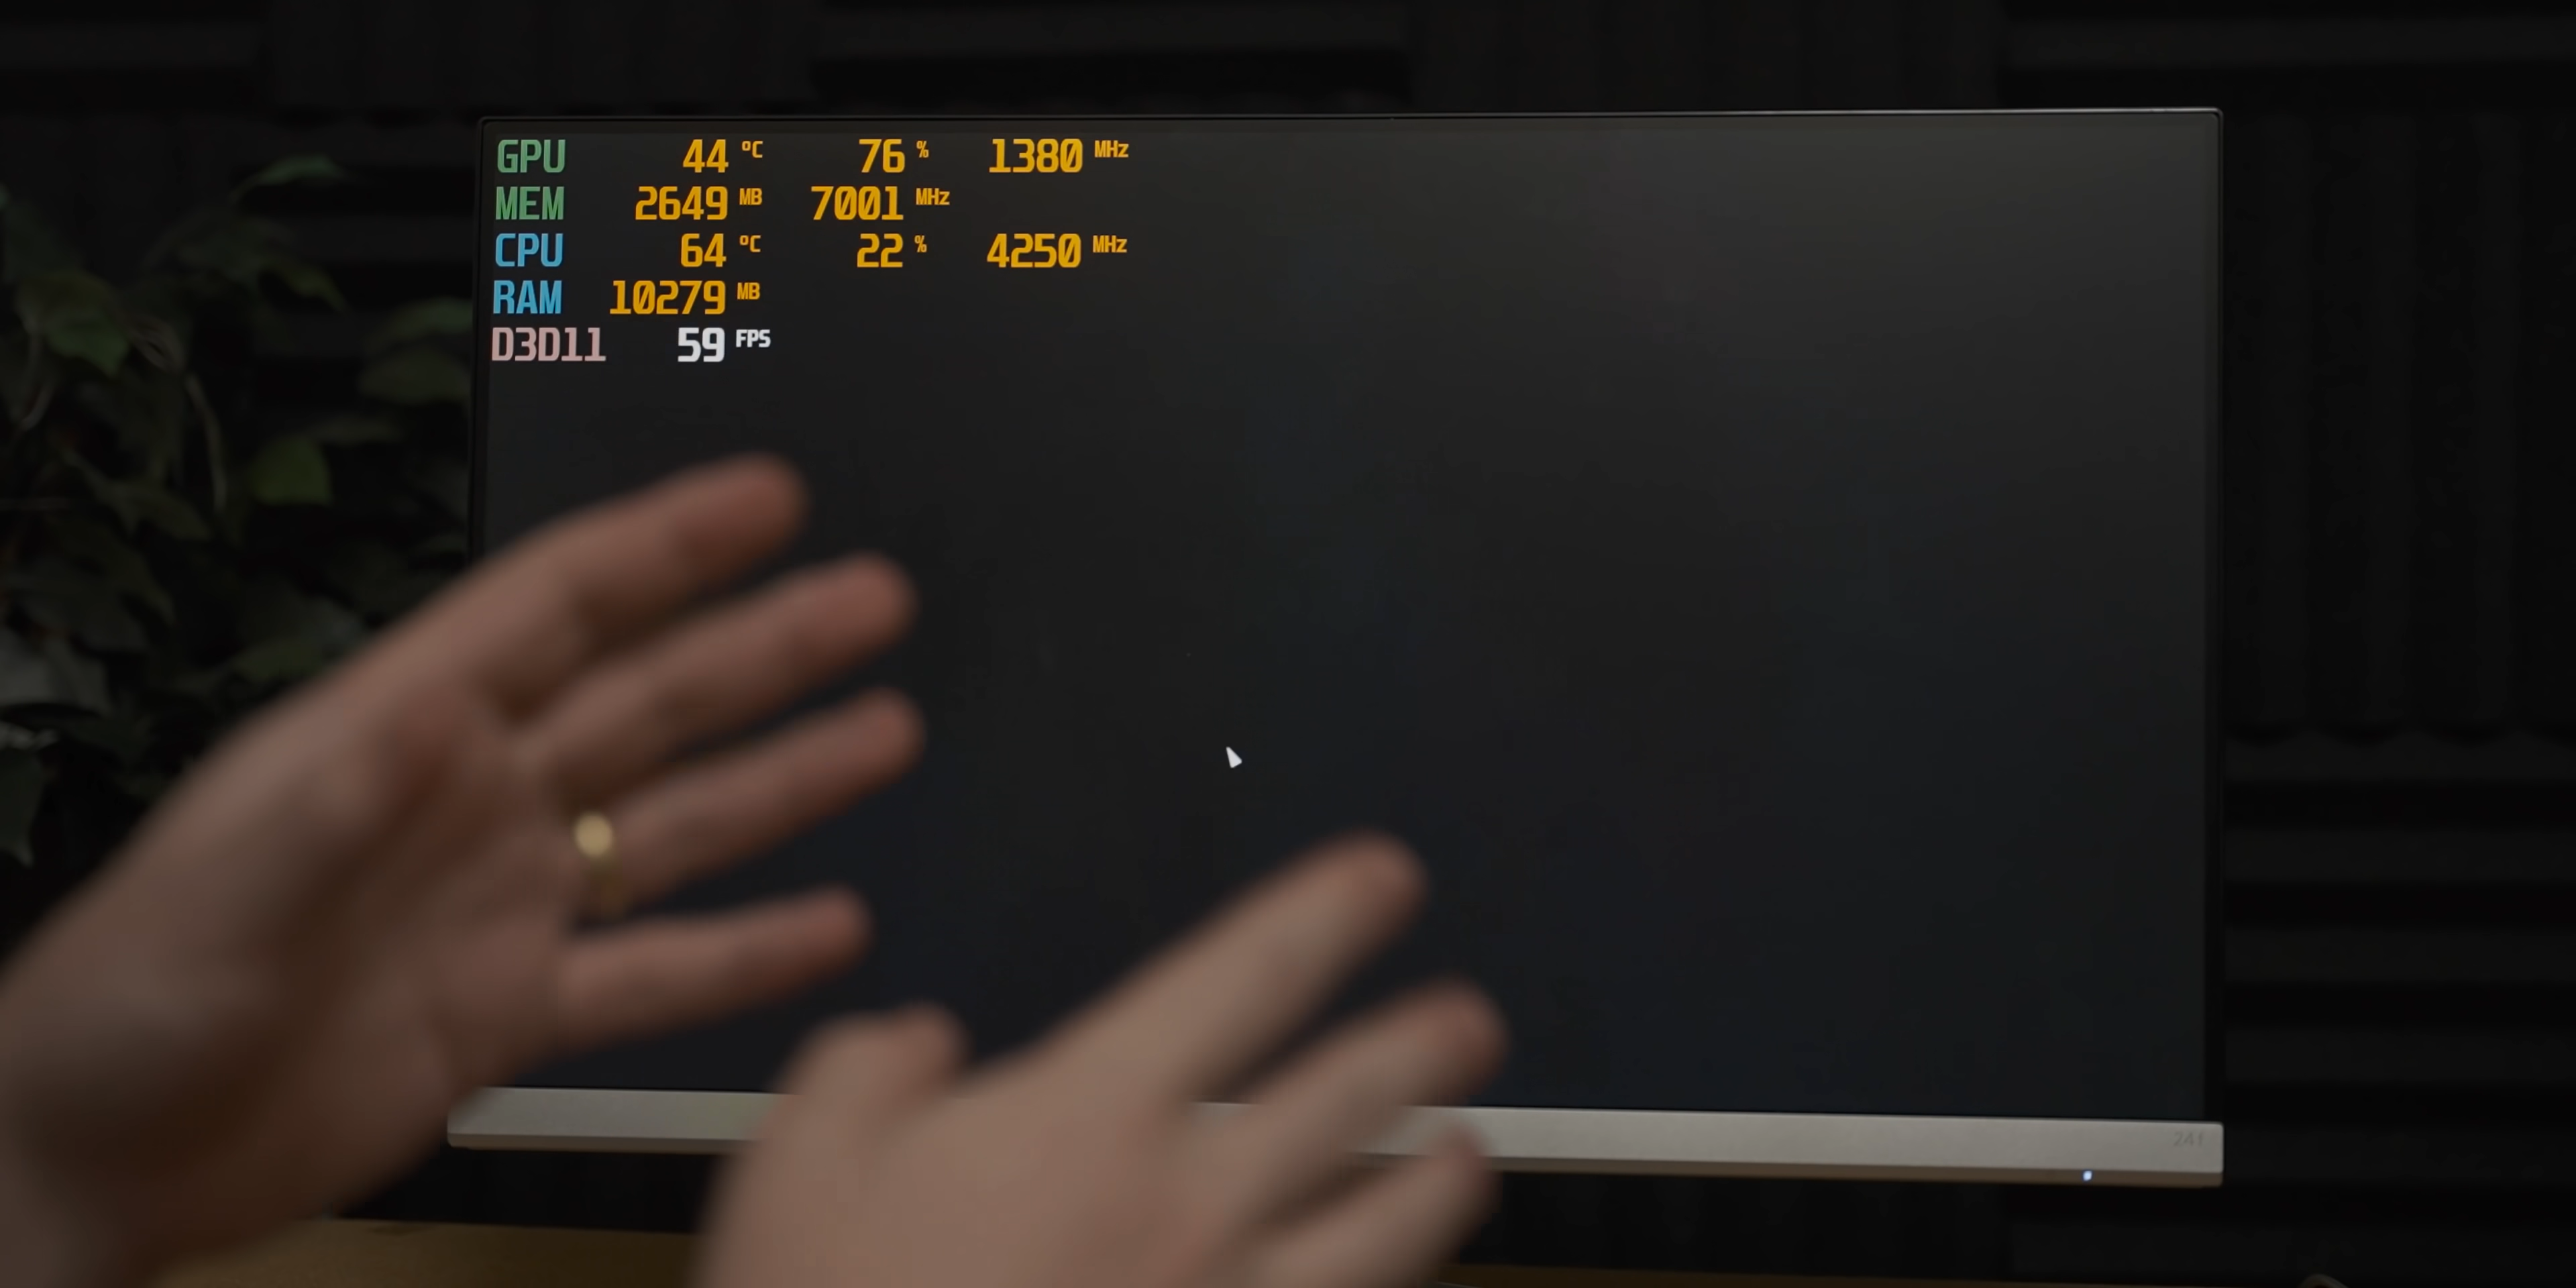 GPU 44 °C 76 % 1380 MHz
MEM 2649 MB 7001 MHz
CPU 64 °C 22 % 4250 MHz
RAM 10279 MB
D3D11 59 FPS